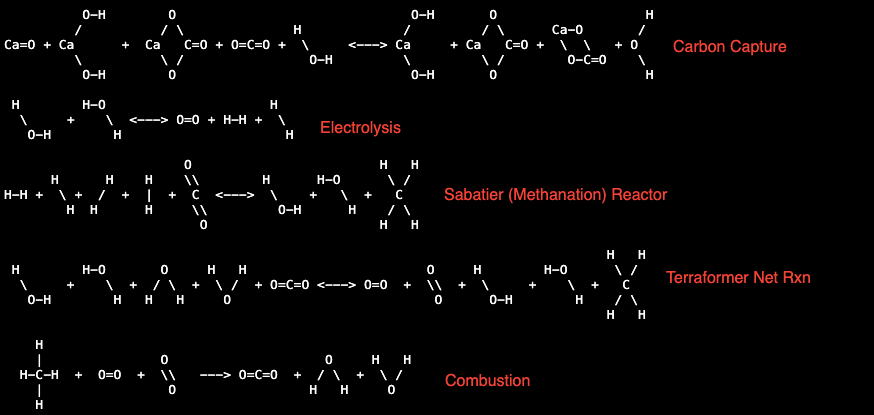 O-H            O                                            O-H          O                   H
         /              / \               H                          /            / \      Ca-O       /
Ca=O + Ca      +     Ca   C=O + O=C=O +    \      <---> Ca      + Ca   C=O +    \  \   + O      Carbon Capture
         \              \ /                 O-H                      \            \ /       O-C=O     \
          O-H            O                                            O-H          O                   H
 H        H-O                    H
  \     +    \  <---> O=O + H-H + \      Electrolysis
   O-H        H                    H
                       O                            H   H
      H      H    H    \\        H      H-O          \ /
H-H +  \ +  /  +  |  +  C  <--->  \   +    \    +     C      Sabatier (Methanation) Reactor
        H  H      H     \\         O-H      H        / \
                         O                          H   H
                                                                              H   H
 H        H-O       O      H   H                     O     H        H-O        \ /
  \     +    \  +  / \  +   \ /  + O=C=O <---> O=O + \\  +  \     +    \   +    C      Terraformer Net Rxn
   O-H        H   H   H      O                        O      O-H        H      / \
                                                                              H   H
  H
  |               O                      O     H   H
H-C-H  +  O=O  +  \\   ---> O=C=O  +    / \  +  \ /      Combustion
  |                O                   H   H     O
  H